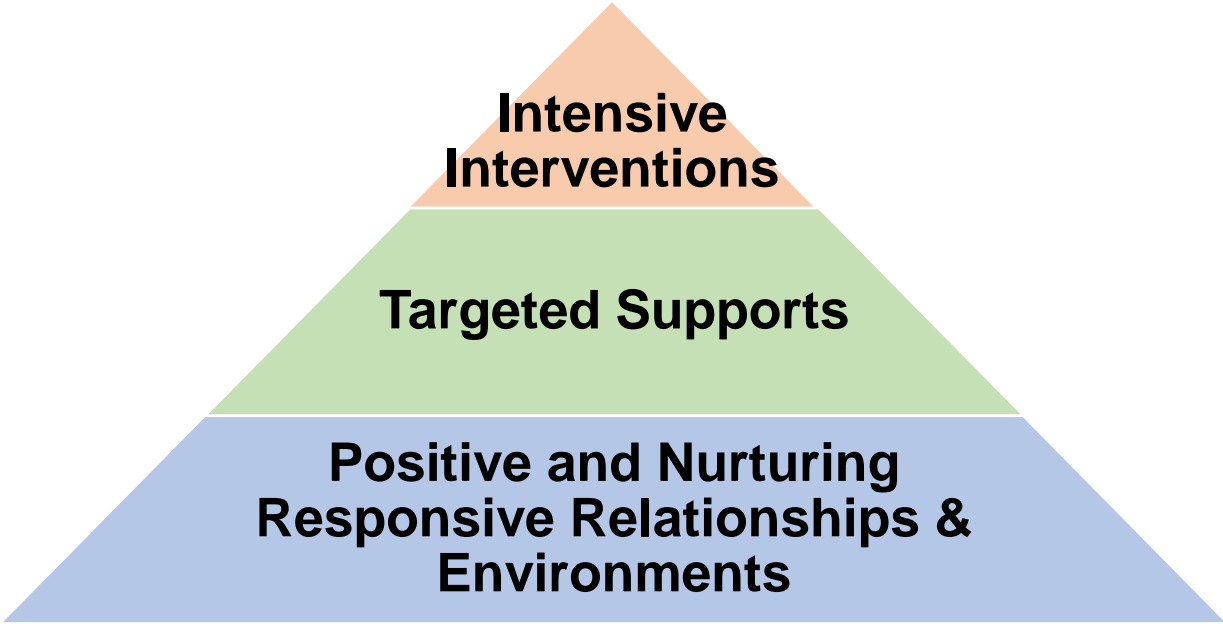 Intensive
Interventions
Targeted Supports
Positive and Nurturing
Responsive Relationships &
Environments